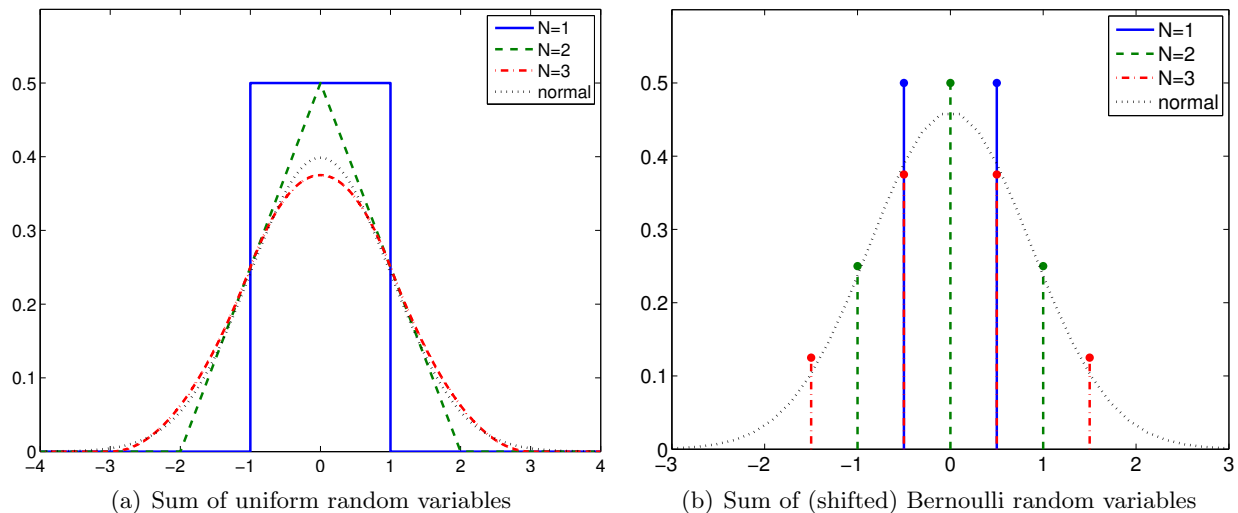 N=1
N=2
N=3
normal
0.5
0.4
0.3
0.2
0.1
0
−4 −3 −2 −1 0 1 2 3 4
(a) Sum of uniform random variables
N=1
N=2
N=3
normal
0.5
0.4
0.3
0.2
0.1
0
−3 −2 −1 0 1 2 3
(b) Sum of (shifted) Bernoulli random variables